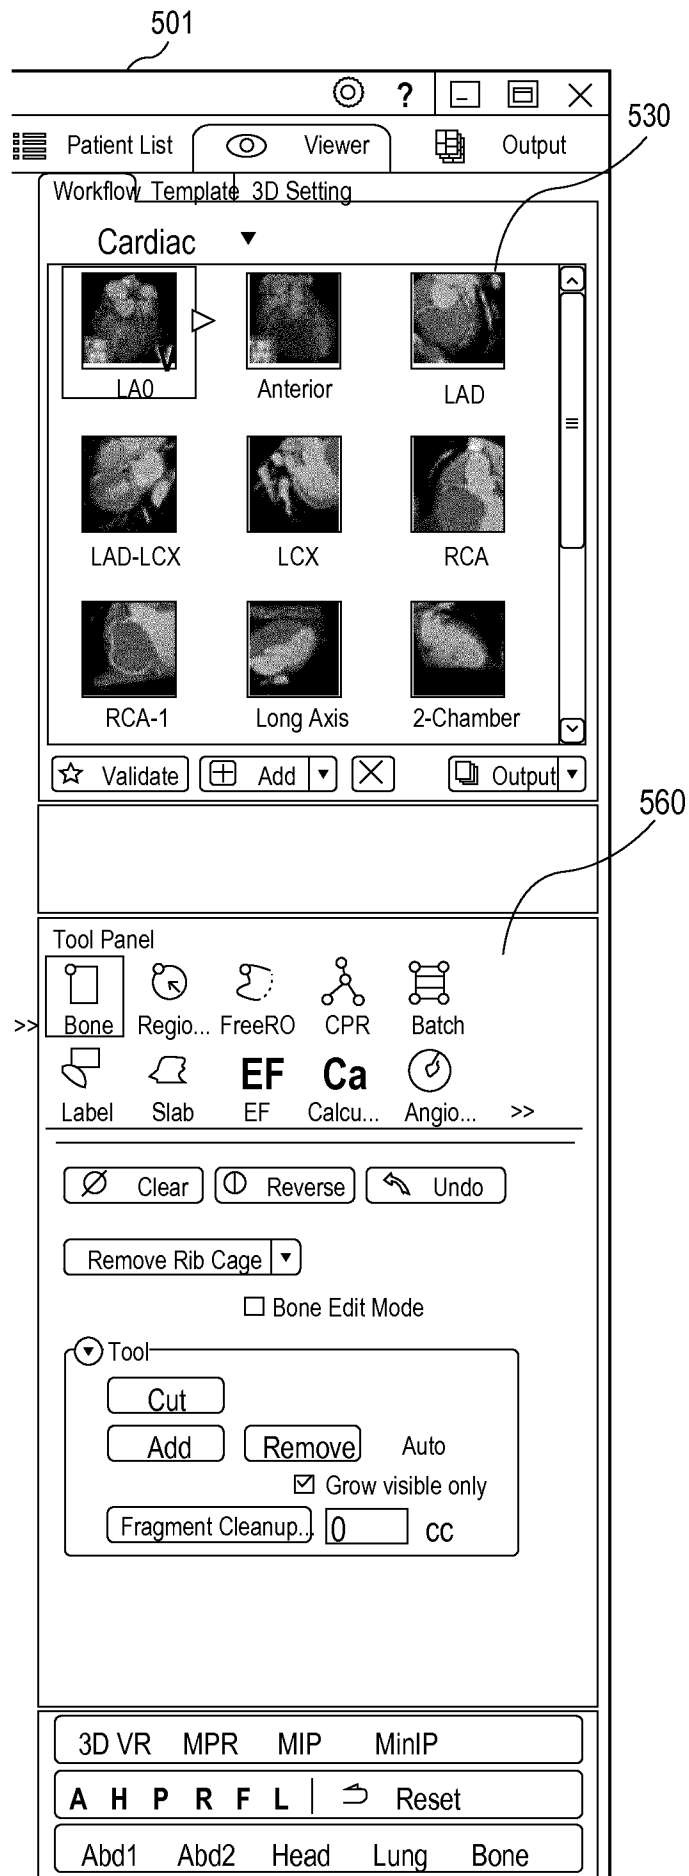 501
?
530
Patient List Viewer Output
Workflow Template 3D Setting
Cardiac
V
LAO Anterior LAD
LAD-LCX LCX RCA
RCA-1 Long Axis 2-Chamber
Validate Add Output
560
Tool Panel
>> Bone Regio... FreeRO CPR Batch
EF Ca
Label Slab EF Calcu... Angio... >>
Clear Reverse Undo
Remove Rib Cage
Bone Edit Mode
Tool
Cut
Add Remove Auto
Grow visible only
Fragment Cleanup... 0 cc
3D VR MPR MIP MinIP
A H P R F L | Reset
Abd1 Abd2 Head Lung Bone